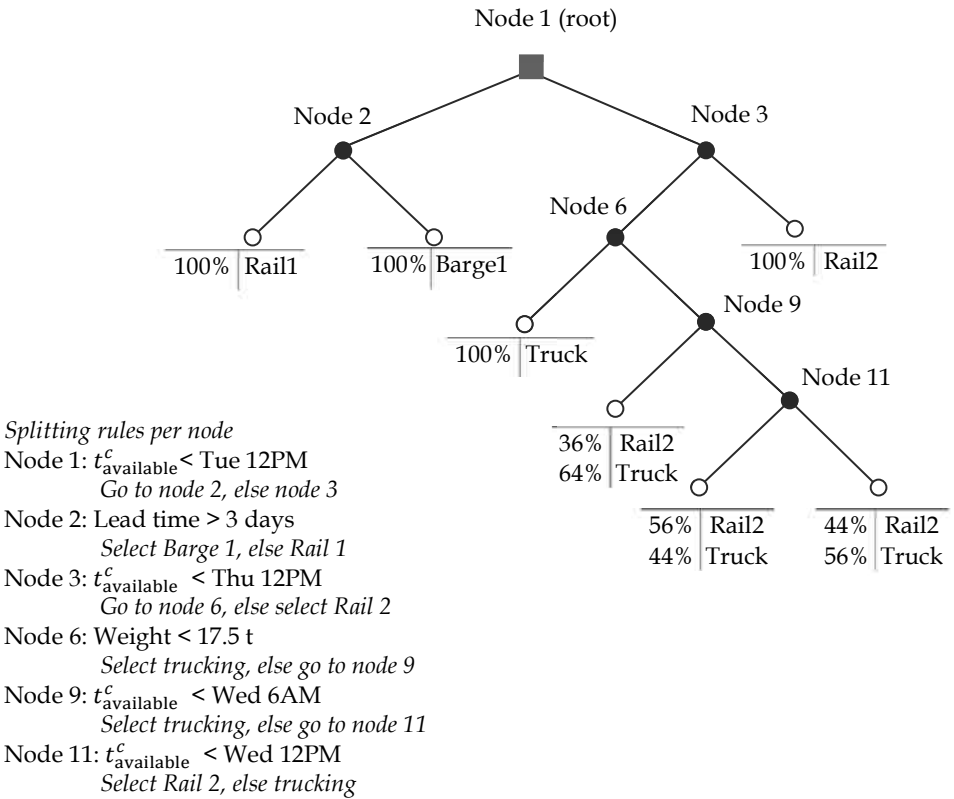 Node 1 (root)
Node 2
Node 3
Node 6
100% Rail1
100% Barge1
100% Rail2
Node 9
100% Truck
Node 11
36% Rail2
64% Truck
56% Rail2
44% Truck
44% Rail2
56% Truck
Splitting rules per node
Node 1: t^c_available < Tue 12PM
Go to node 2, else node 3
Node 2: Lead time > 3 days
Select Barge 1, else Rail 1
Node 3: t^c_available < Thu 12PM
Go to node 6, else select Rail 2
Node 6: Weight < 17.5 t
Select trucking, else go to node 9
Node 9: t^c_available < Wed 6AM
Select trucking, else go to node 11
Node 11: t^c_available < Wed 12PM
Select Rail 2, else trucking